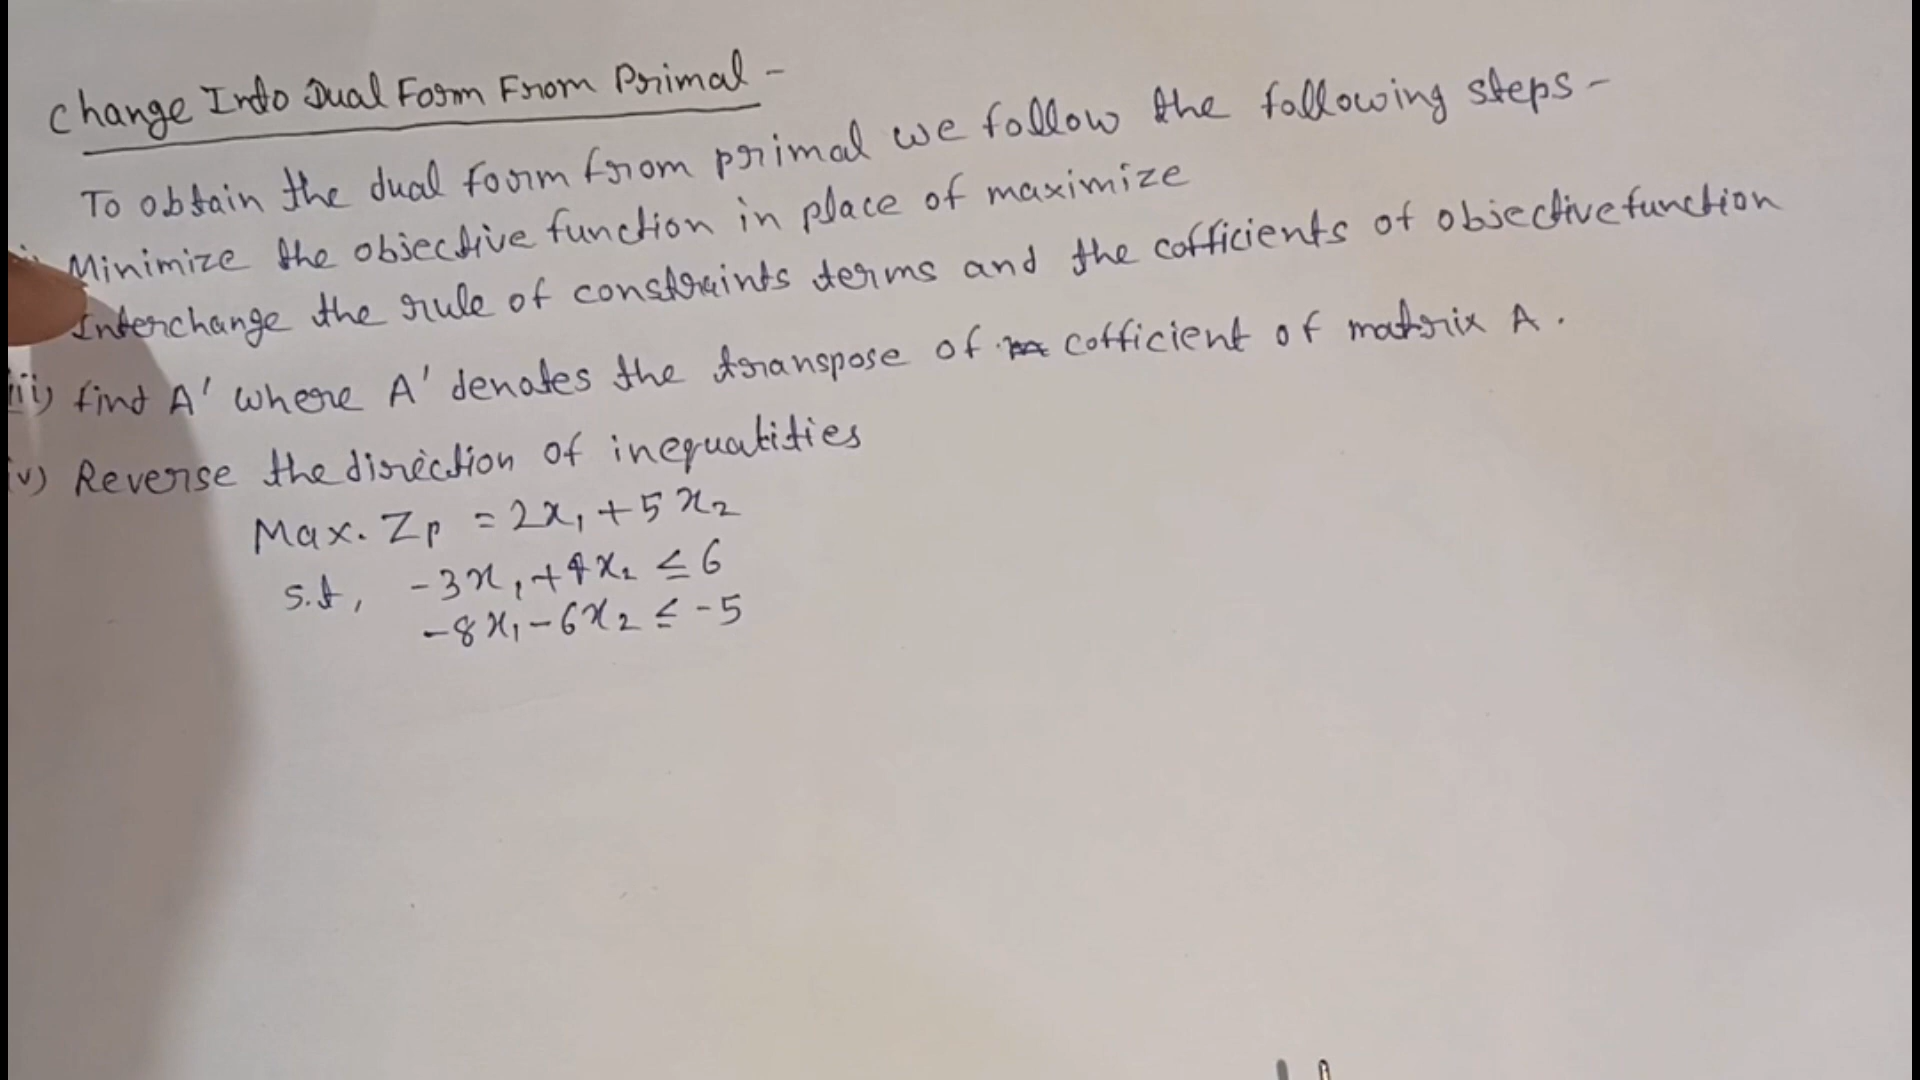 Change Into Dual Form From Primal -
To obtain the dual form from primal we follow the following steps -
Minimize the objective function in place of maximize
Interchange the rule of constraints terms and the cofficients of objective function
iii) find A' where A' denotes the transpose of cofficient of matrix A.
iv) Reverse the direction of inequalities
Max. Zp = 2x₁ + 5x₂
s.t, -3x₁ + 4x₂ ≤ 6
-8x₁ - 6x₂ ≤ -5